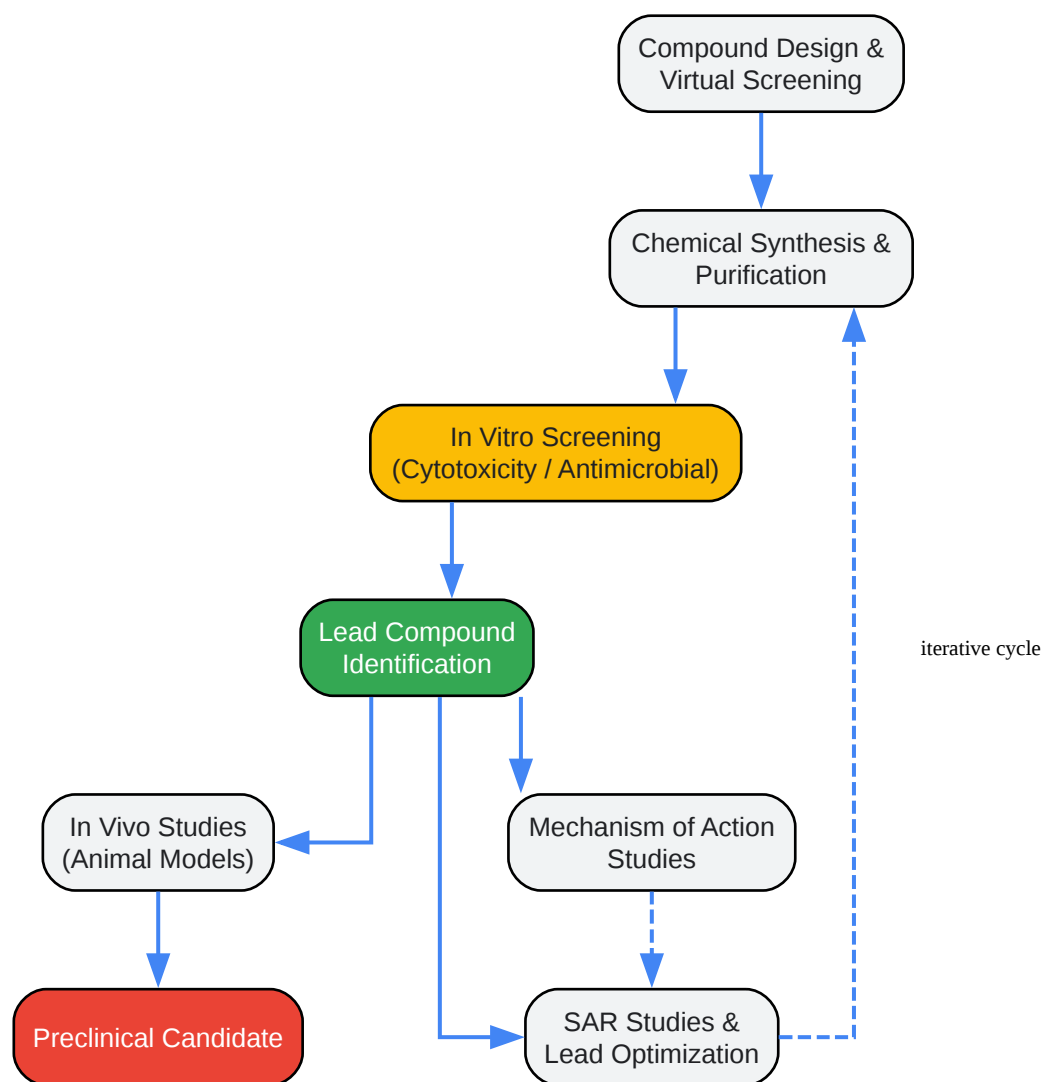 Compound Design &
Virtual Screening
Chemical Synthesis &
Purification
In Vitro Screening
(Cytotoxicity / Antimicrobial)
iterative cycle
Lead Compound
Identification
In Vivo Studies
(Animal Models)
Mechanism of Action
Studies
Preclinical Candidate
SAR Studies &
Lead Optimization